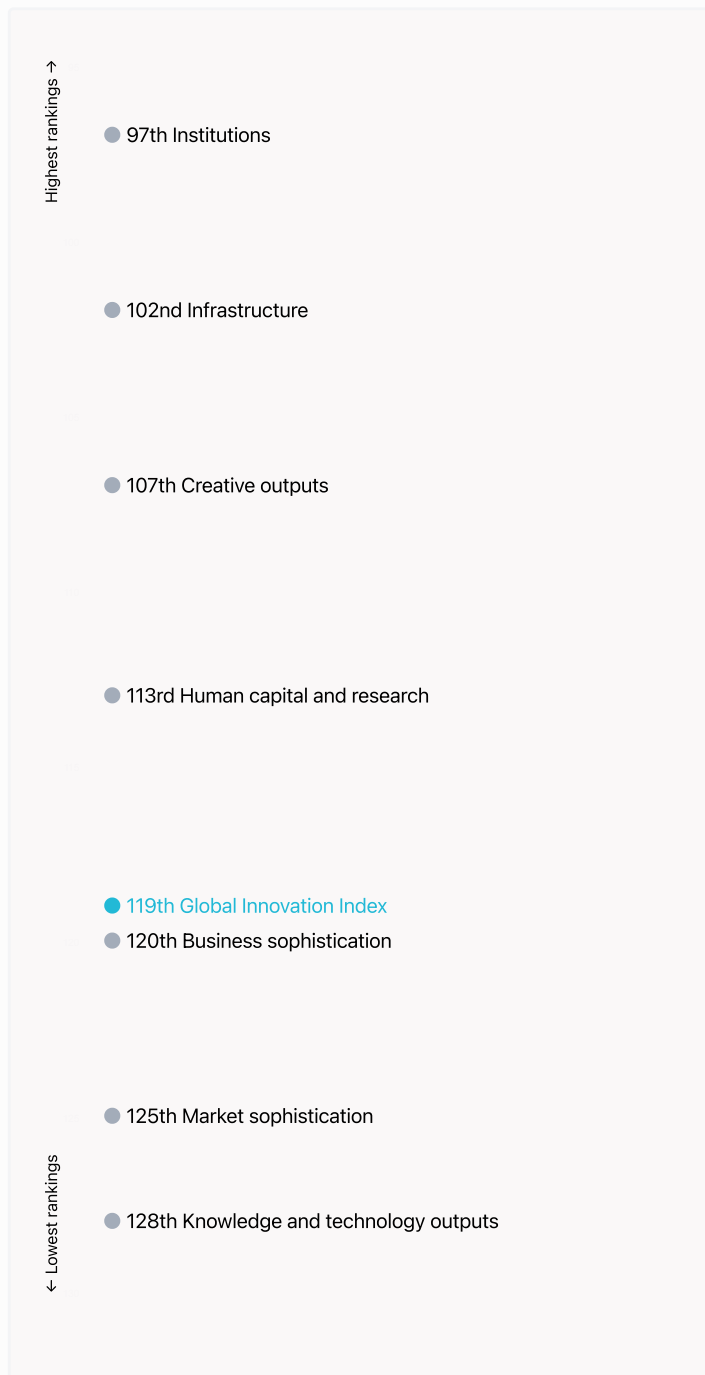 Highest rankings →
97th Institutions
102nd Infrastructure
107th Creative outputs
113rd Human capital and research
119th Global Innovation Index
120th Business sophistication
125th Market sophistication
← Lowest rankings
128th Knowledge and technology outputs